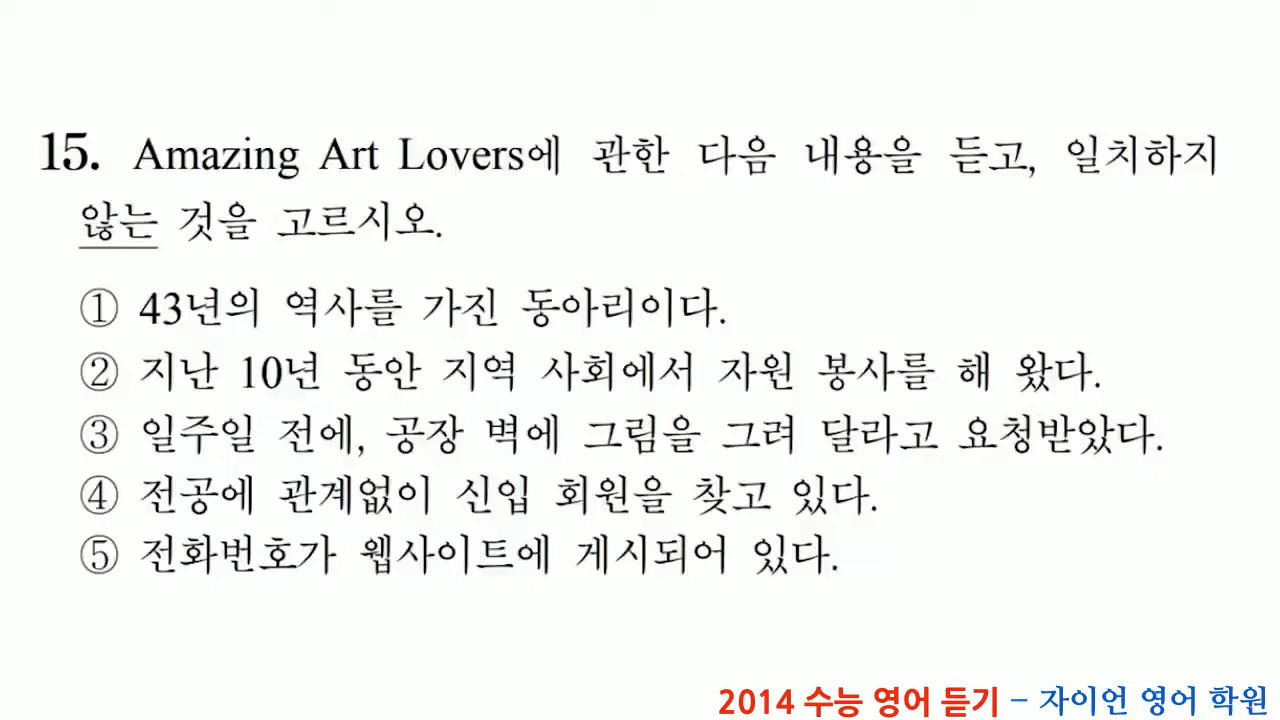 15. Amazing Art Lovers에 관한 다음 내용을 듣고, 일치하지
않는 것을 고르시오.
① 43년의 역사를 가진 동아리이다.
② 지난 10년 동안 지역 사회에서 자원 봉사를 해 왔다.
③ 일주일 전에, 공장 벽에 그림을 그려 달라고 요청받았다.
④ 전공에 관계없이 신입 회원을 찾고 있다.
⑤ 전화번호가 웹사이트에 게시되어 있다.
2014 수능 영어 듣기 - 자이언 영어 학원